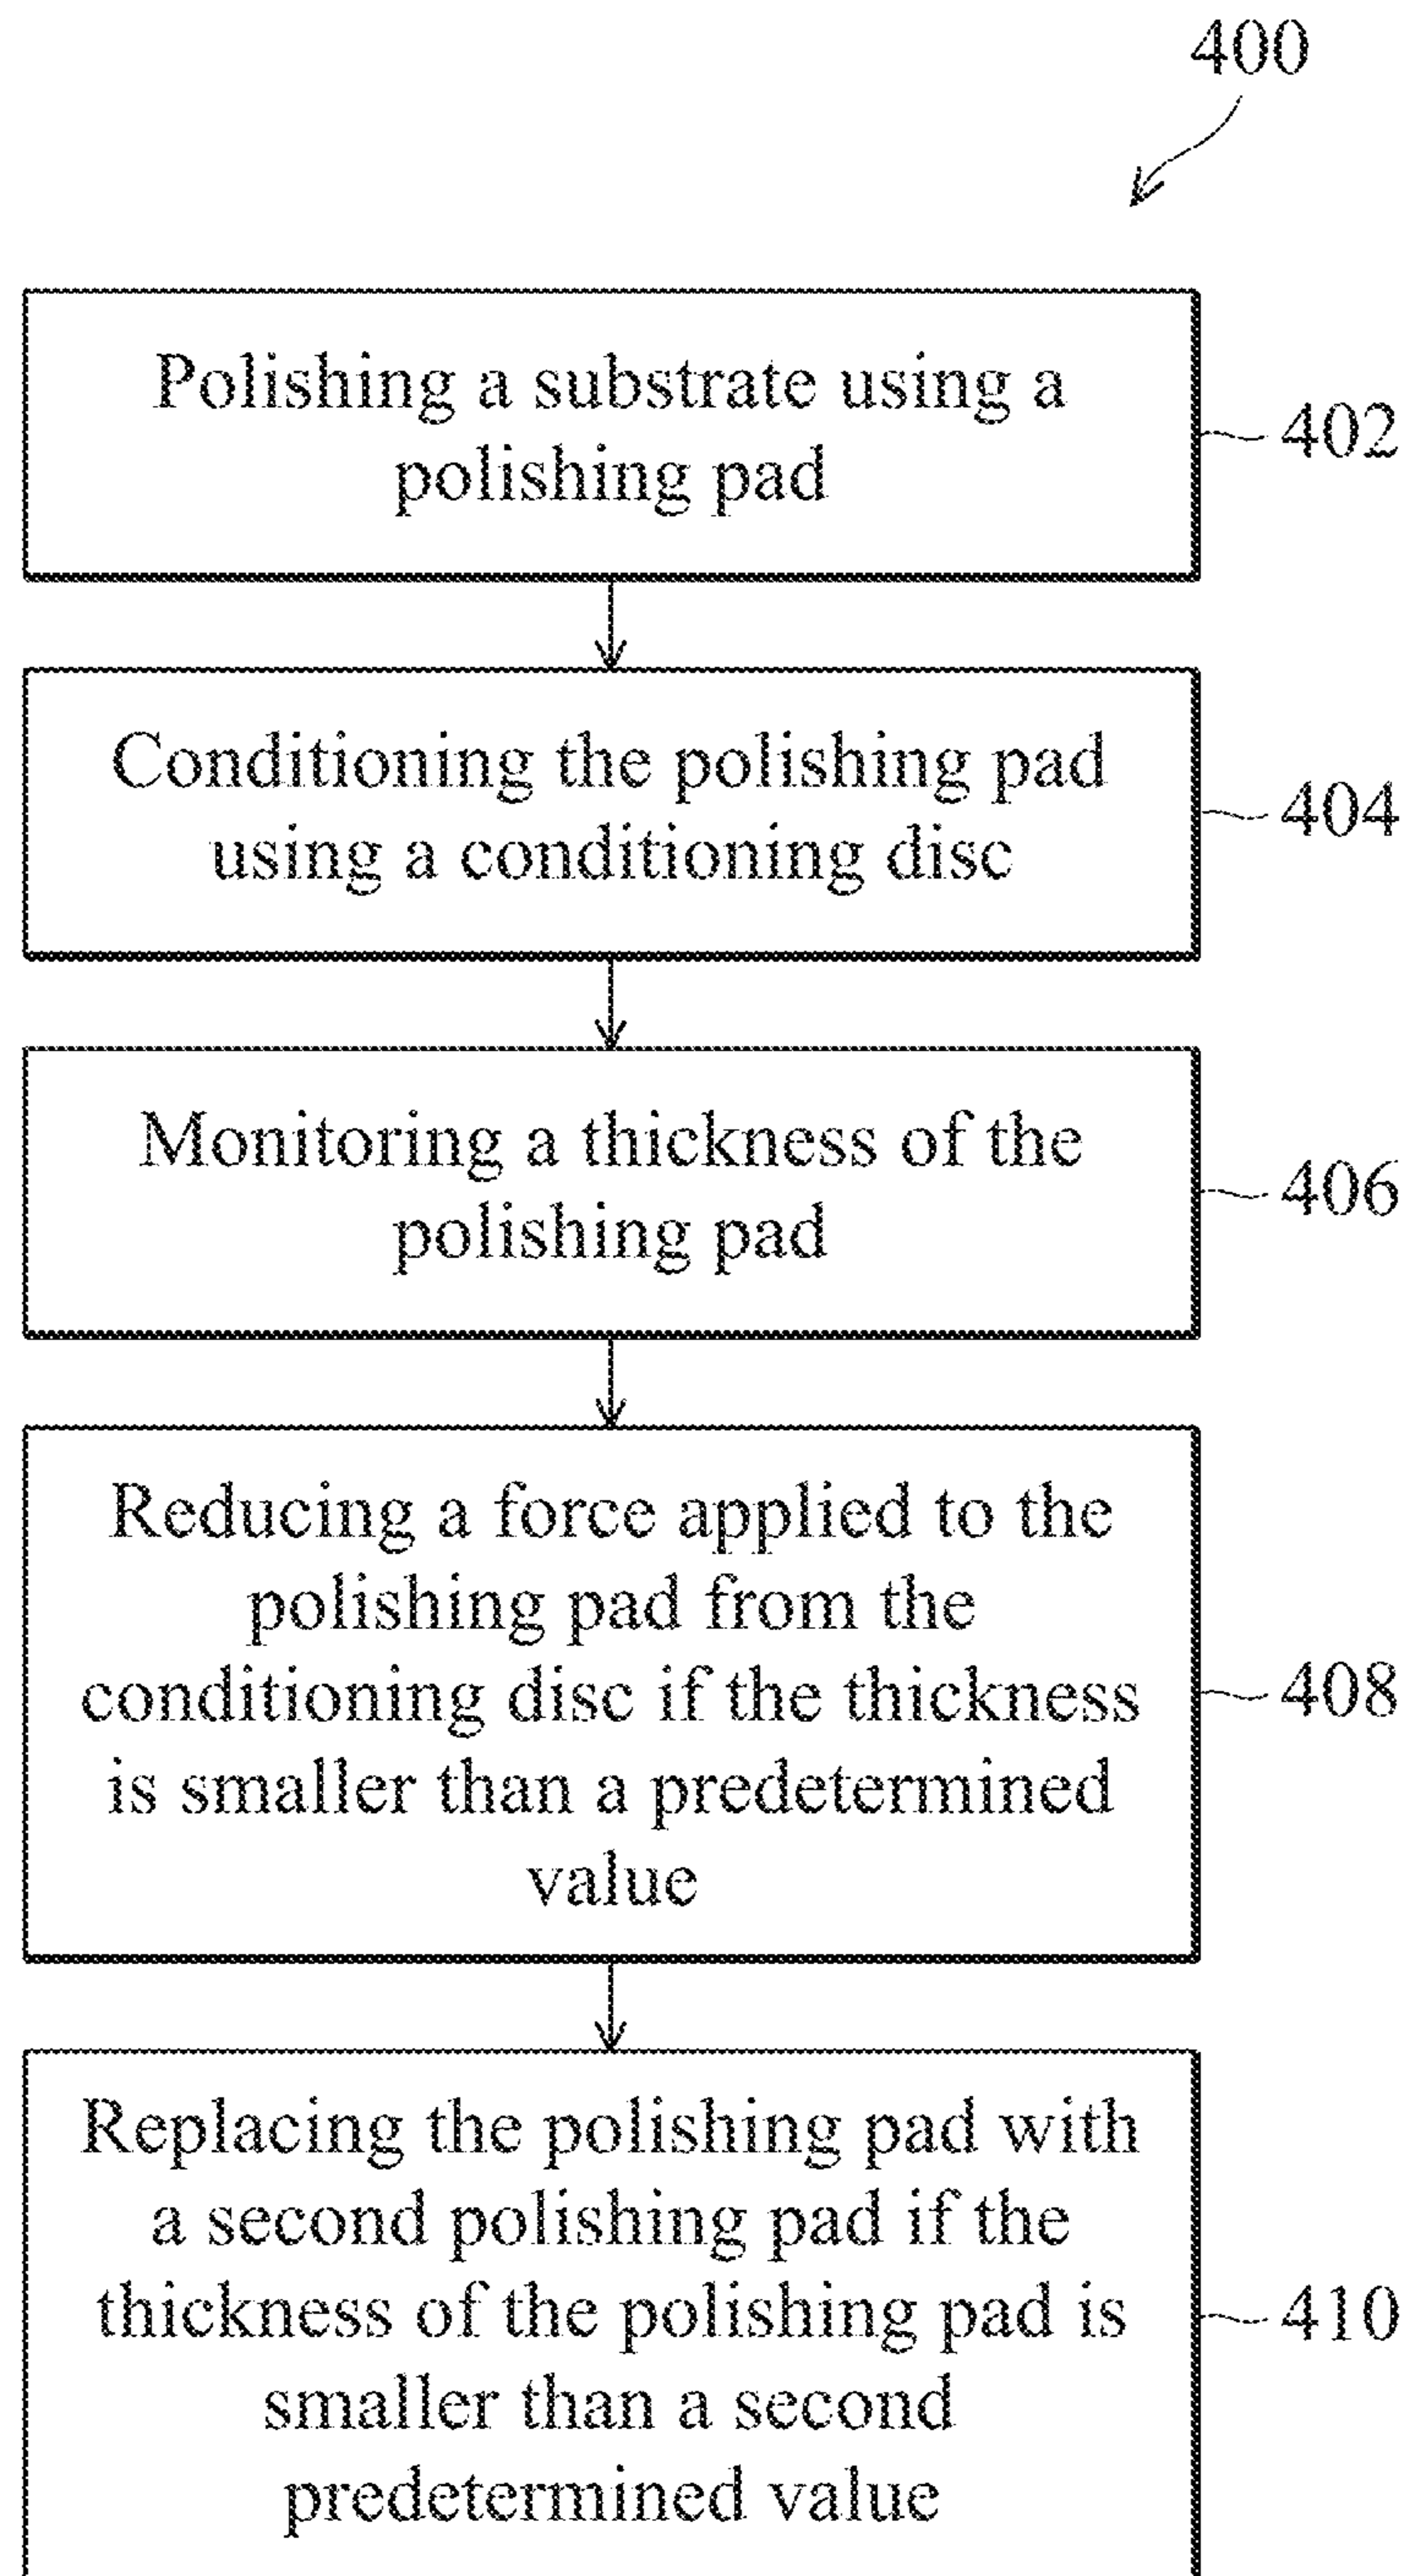 400
Polishing a substrate using a
polishing pad
402
Conditioning the polishing pad
using a conditioning disc
404
Monitoring a thickness of the
polishing pad
406
Reducing a force applied to the
polishing pad from the
conditioning disc if the thickness
is smaller than a predetermined
value
408
Replacing the polishing pad with
a second polishing pad if the
thickness of the polishing pad is
smaller than a second
predetermined value
410